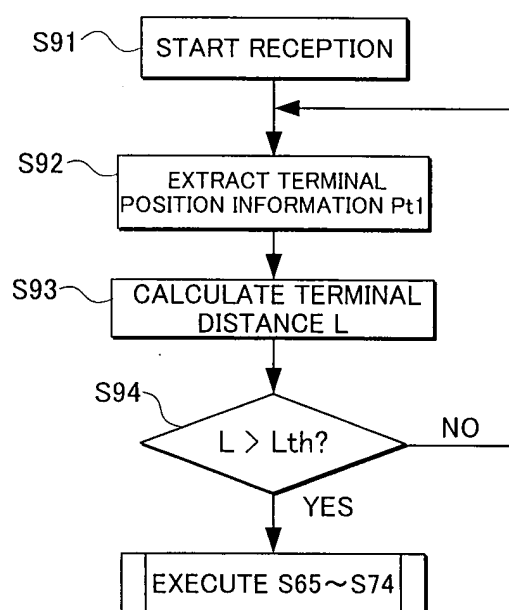 S91
START RECEPTION
S92
EXTRACT TERMINAL
POSITION INFORMATION Pt1
S93
CALCULATE TERMINAL
DISTANCE L
S94
L > Lth?
NO
YES
EXECUTE S65～S74